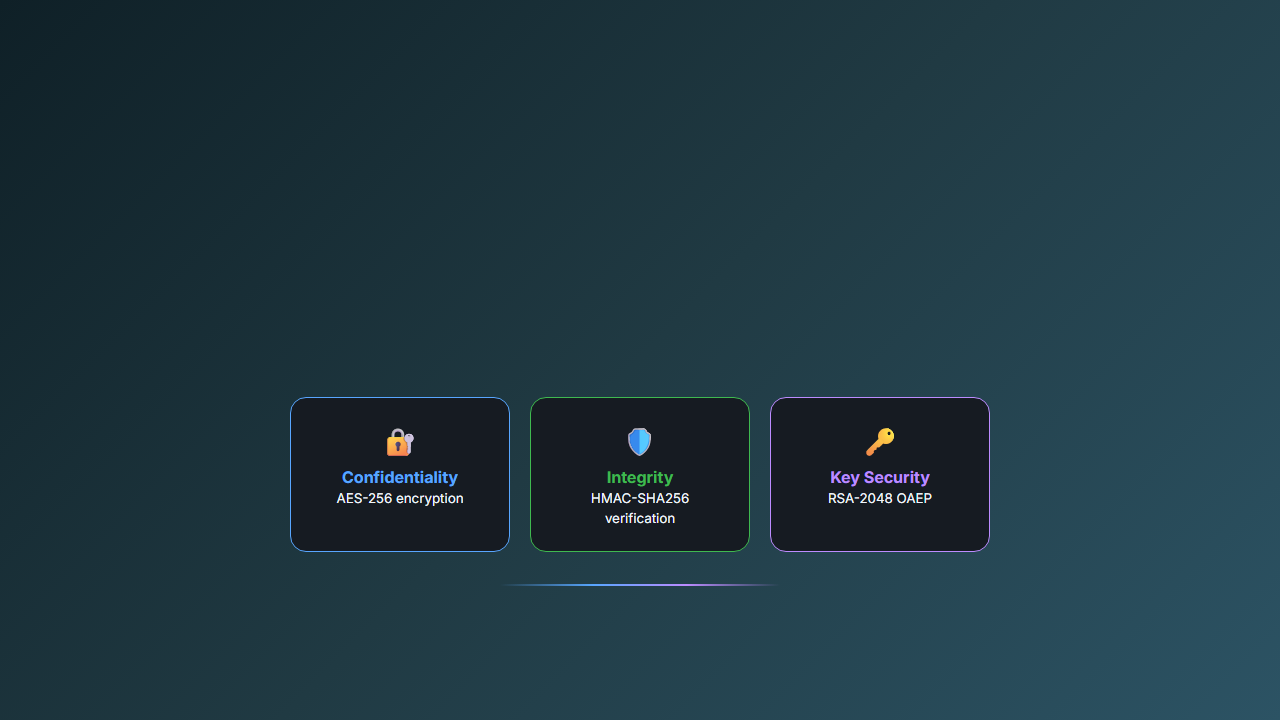 Confidentiality
AES-256 encryption
Integrity
HMAC-SHA256
verification
Key Security
RSA-2048 OAEP